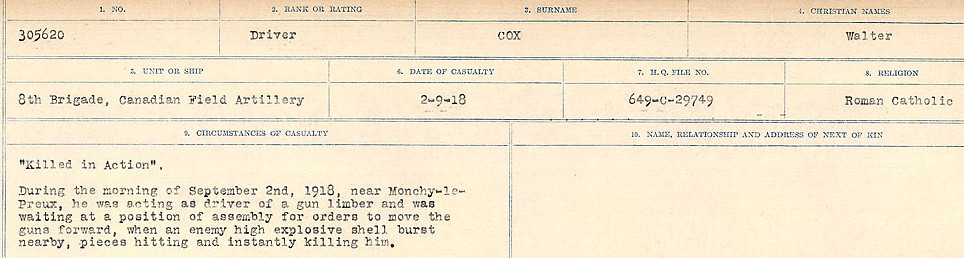 1. NO. 2. RANK OR RATING 3. SURNAME 4. CHRISTIAN NAMES
305620 Driver COX Walter
5. UNIT OR SHIP 6. DATE OF CASUALTY 7. H.Q. FILE NO. 8. RELIGION
8th Brigade, Canadian Field Artillery 2-9-18 649-C-29749 Roman Catholic
9. CIRCUMSTANCES OF CASUALTY 10. NAME, RELATIONSHIP AND ADDRESS OF NEXT OF KIN
"Killed in Action".
During the morning of September 2nd, 1918, near Monchy-le-
Preux, he was acting as driver of a gun limber and was
waiting at a position of assembly for orders to move the
guns forward, when an enemy high explosive shell burst
nearby, pieces hitting and instantly killing him.